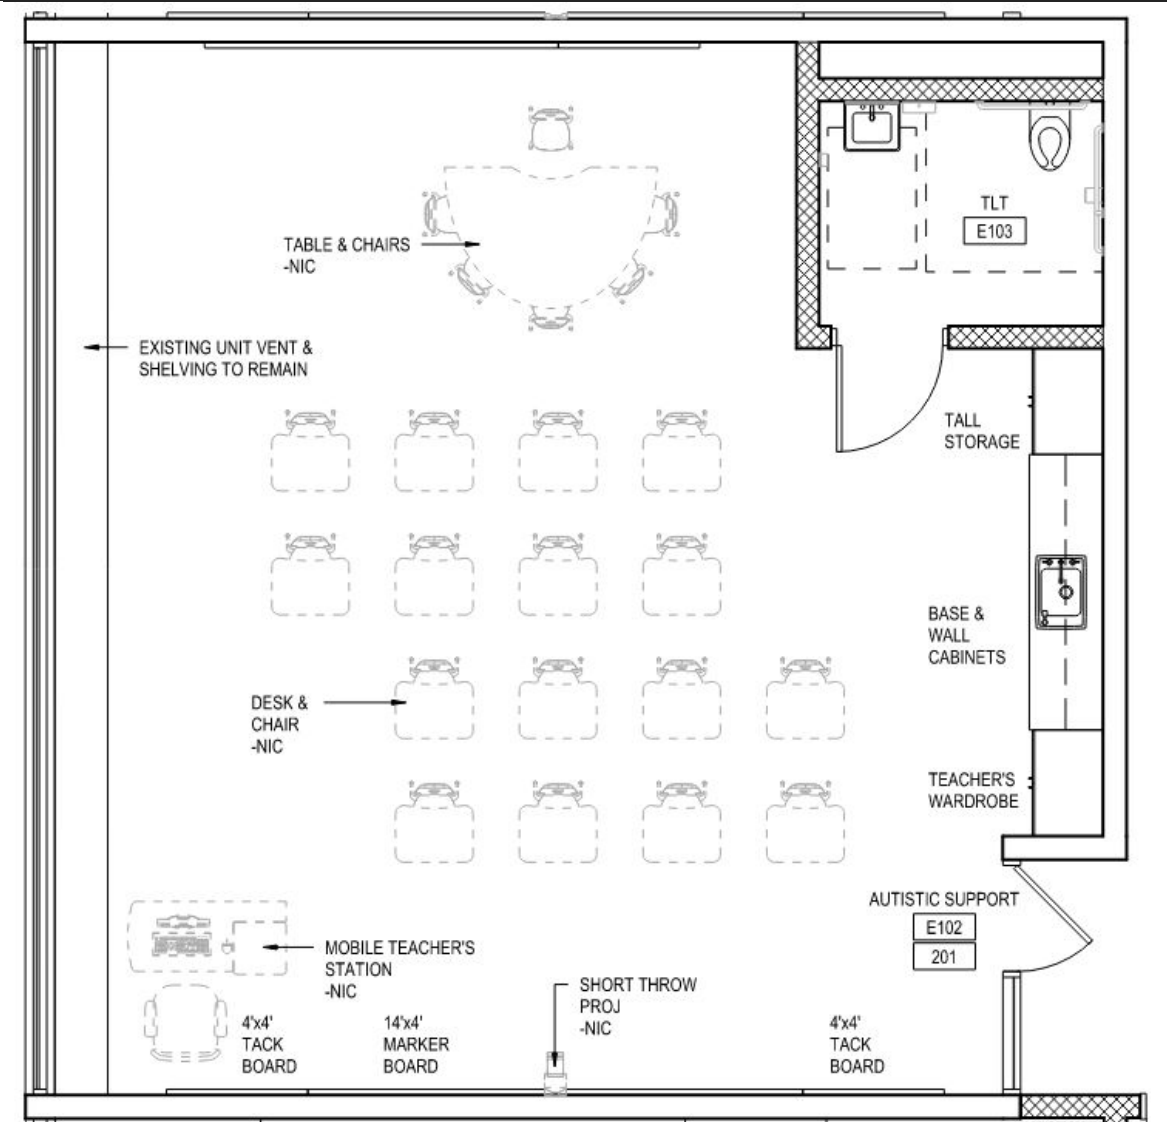 TLT
E103
TABLE & CHAIRS
-NIC
EXISTING UNIT VENT &
SHELVING TO REMAIN
TALL
STORAGE
BASE &
WALL
CABINETS
DESK &
CHAIR
-NIC
TEACHER'S
WARDROBE
AUTISTIC SUPPORT
E102
201
MOBILE TEACHER'S
STATION
-NIC
SHORT THROW
PROJ
-NIC
4'x4'
TACK
BOARD
14'x4'
MARKER
BOARD
4'x4'
TACK
BOARD